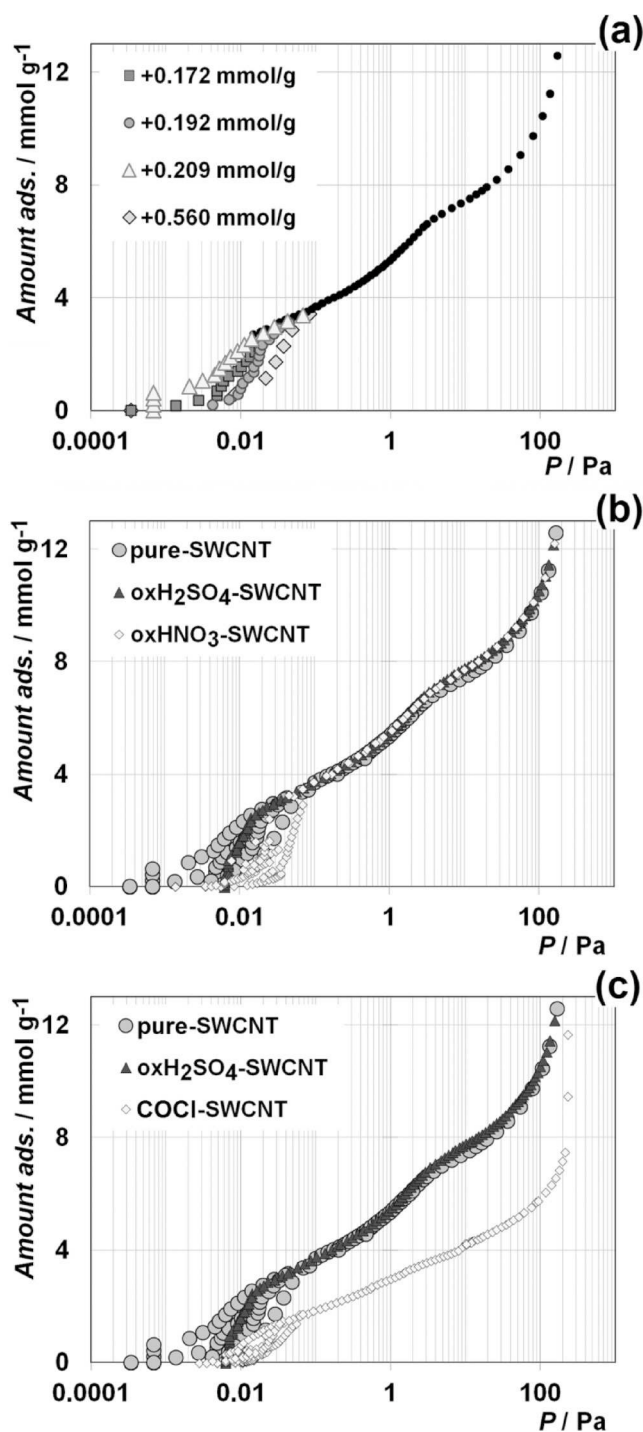 (a)
12
8
4
0
Amount ads. / mmol g-1
+0.172 mmol/g
+0.192 mmol/g
+0.209 mmol/g
+0.560 mmol/g
0.0001 0.01 1 100
P / Pa
(b)
12
8
4
0
Amount ads. / mmol g-1
pure-SWCNT
oxH2SO4-SWCNT
oxHNO3-SWCNT
0.0001 0.01 1 100
P / Pa
(c)
12
8
4
0
Amount ads. / mmol g-1
pure-SWCNT
oxH2SO4-SWCNT
COCl-SWCNT
0.0001 0.01 1 100
P / Pa